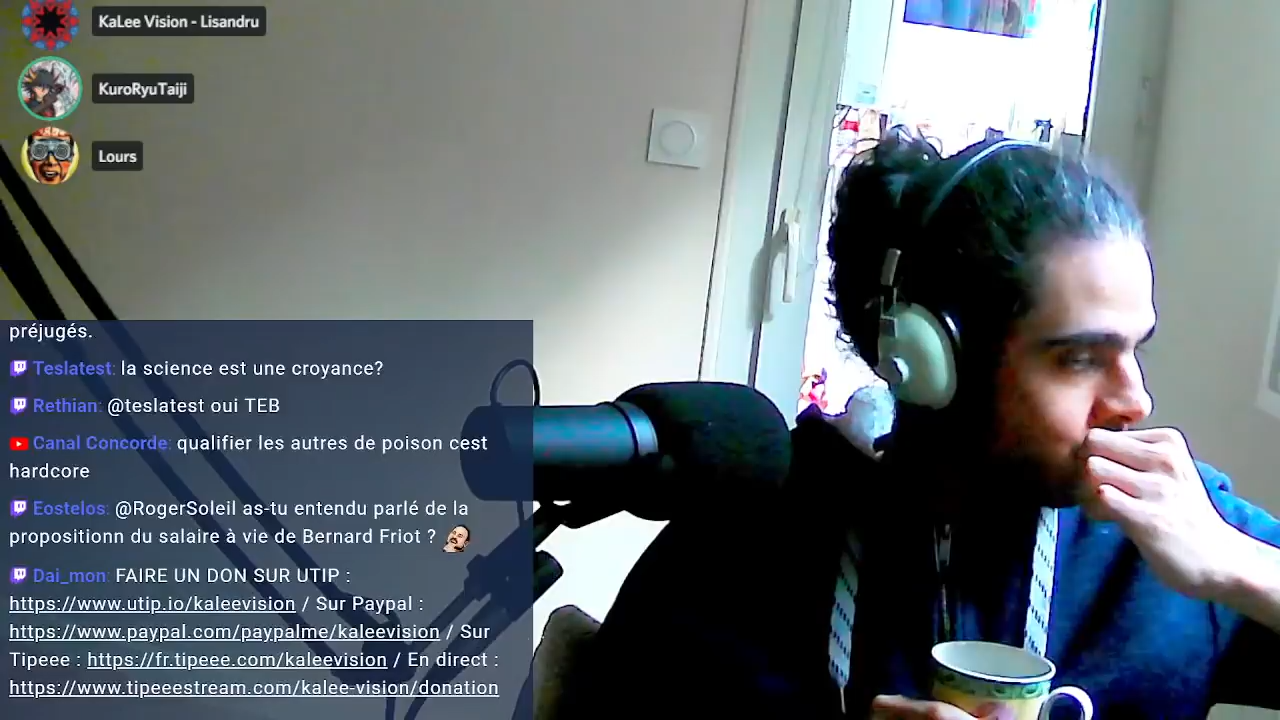 KaLee Vision - Lisandru
KuroRyuTaiji
Lours
préjugés.
Teslatest: la science est une croyance?
Rethian: @teslatest oui TEB
Canal Concorde: qualifier les autres de poison cest
hardcore
Eostelos: @RogerSoleil as-tu entendu parlé de la
propositionn du salaire à vie de Bernard Friot ?
Dai_mon: FAIRE UN DON SUR UTIP :
https://www.utip.io/kaleevision / Sur Paypal :
https://www.paypal.com/paypalme/kaleevision / Sur
Tipeee : https://fr.tipeee.com/kaleevision / En direct :
https://www.tipeeestream.com/kalee-vision/donation